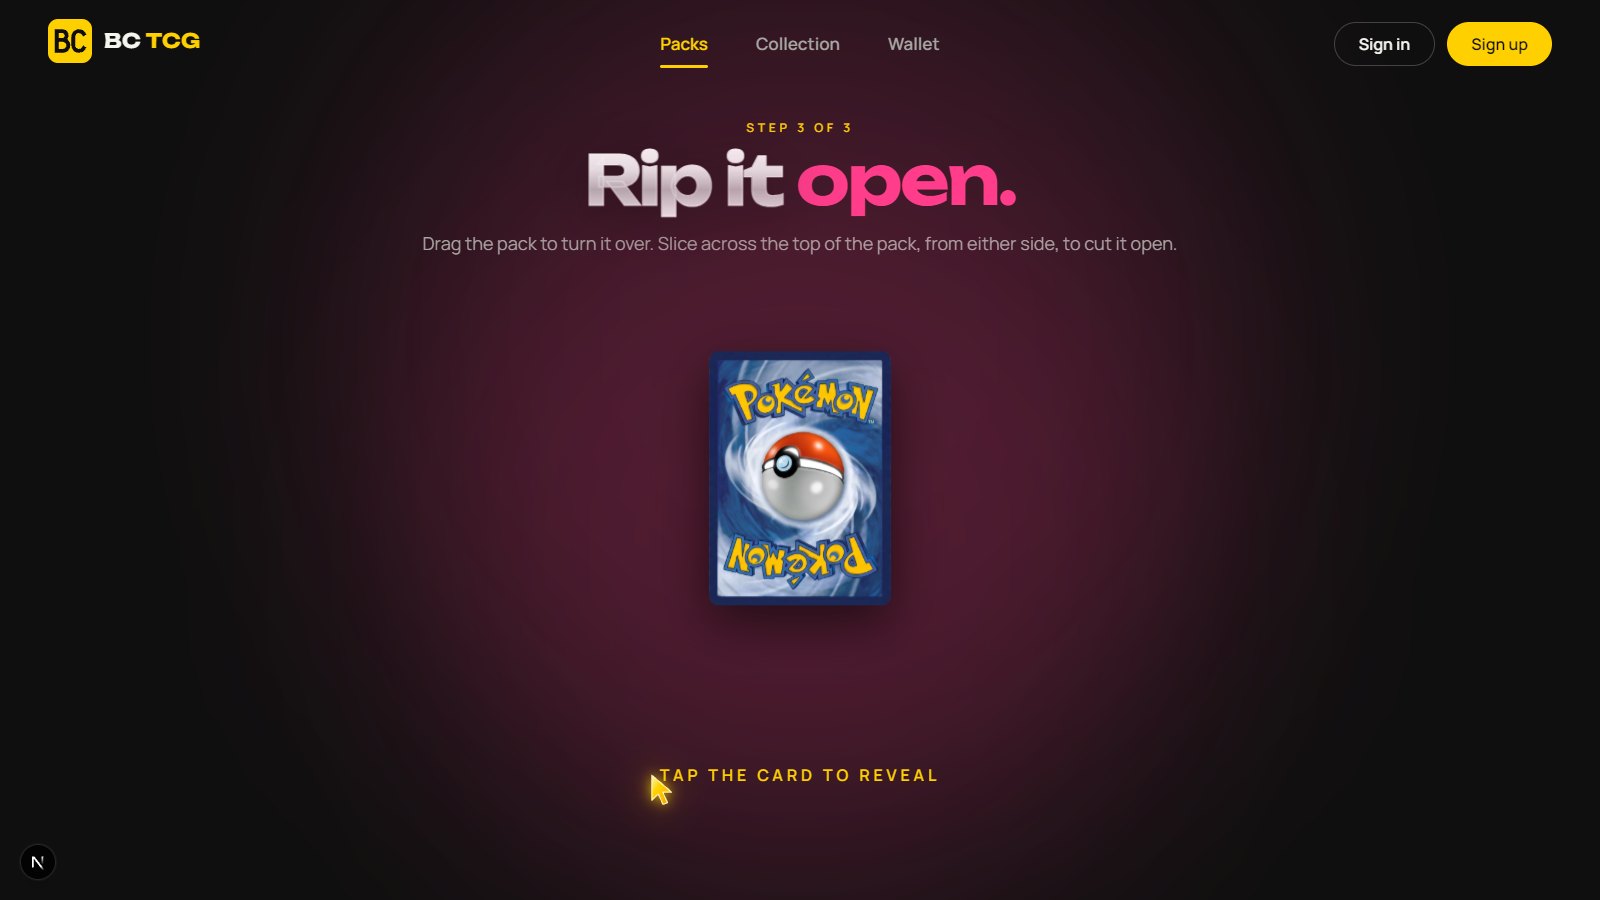 BC BC TCG
Packs Collection Wallet
Sign in Sign up
STEP 3 OF 3
Rip it open.
Drag the pack to turn it over. Slice across the top of the pack, from either side, to cut it open.
POKéMON
TM
POKéMON
TAP THE CARD TO REVEAL
N